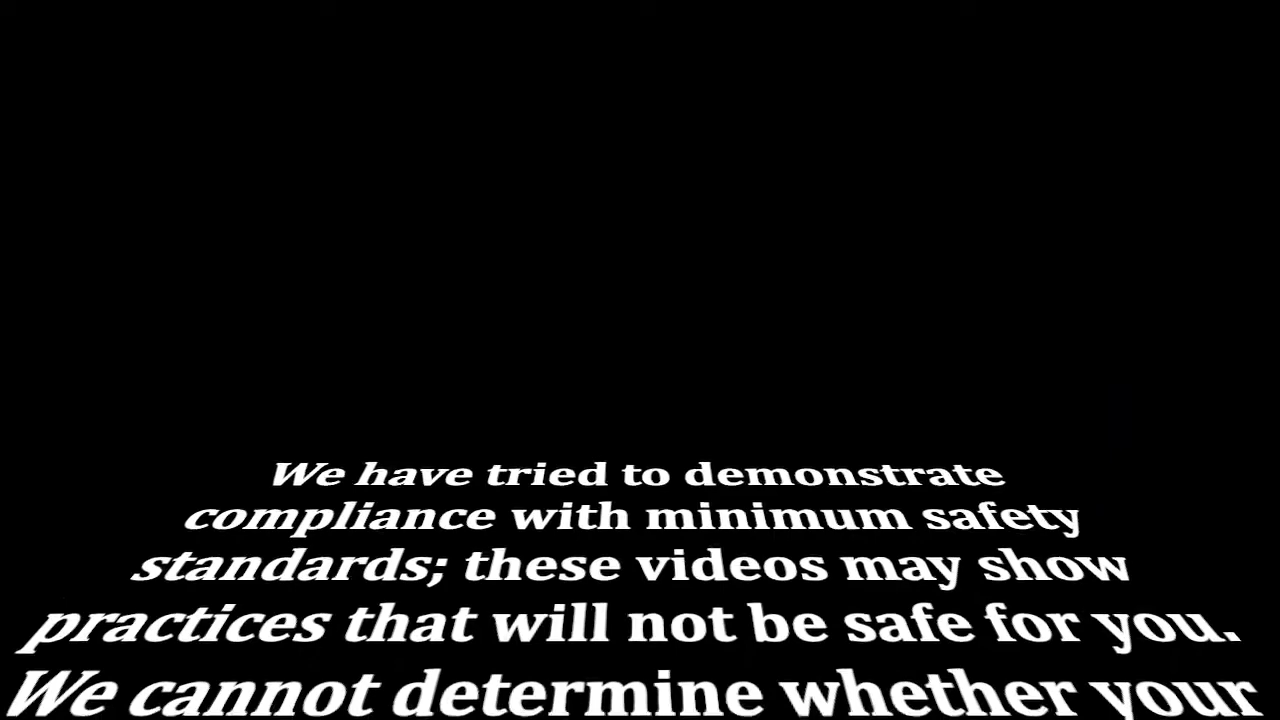 We have tried to demonstrate
compliance with minimum safety
standards; these videos may show
practices that will not be safe for you.
We cannot determine whether your